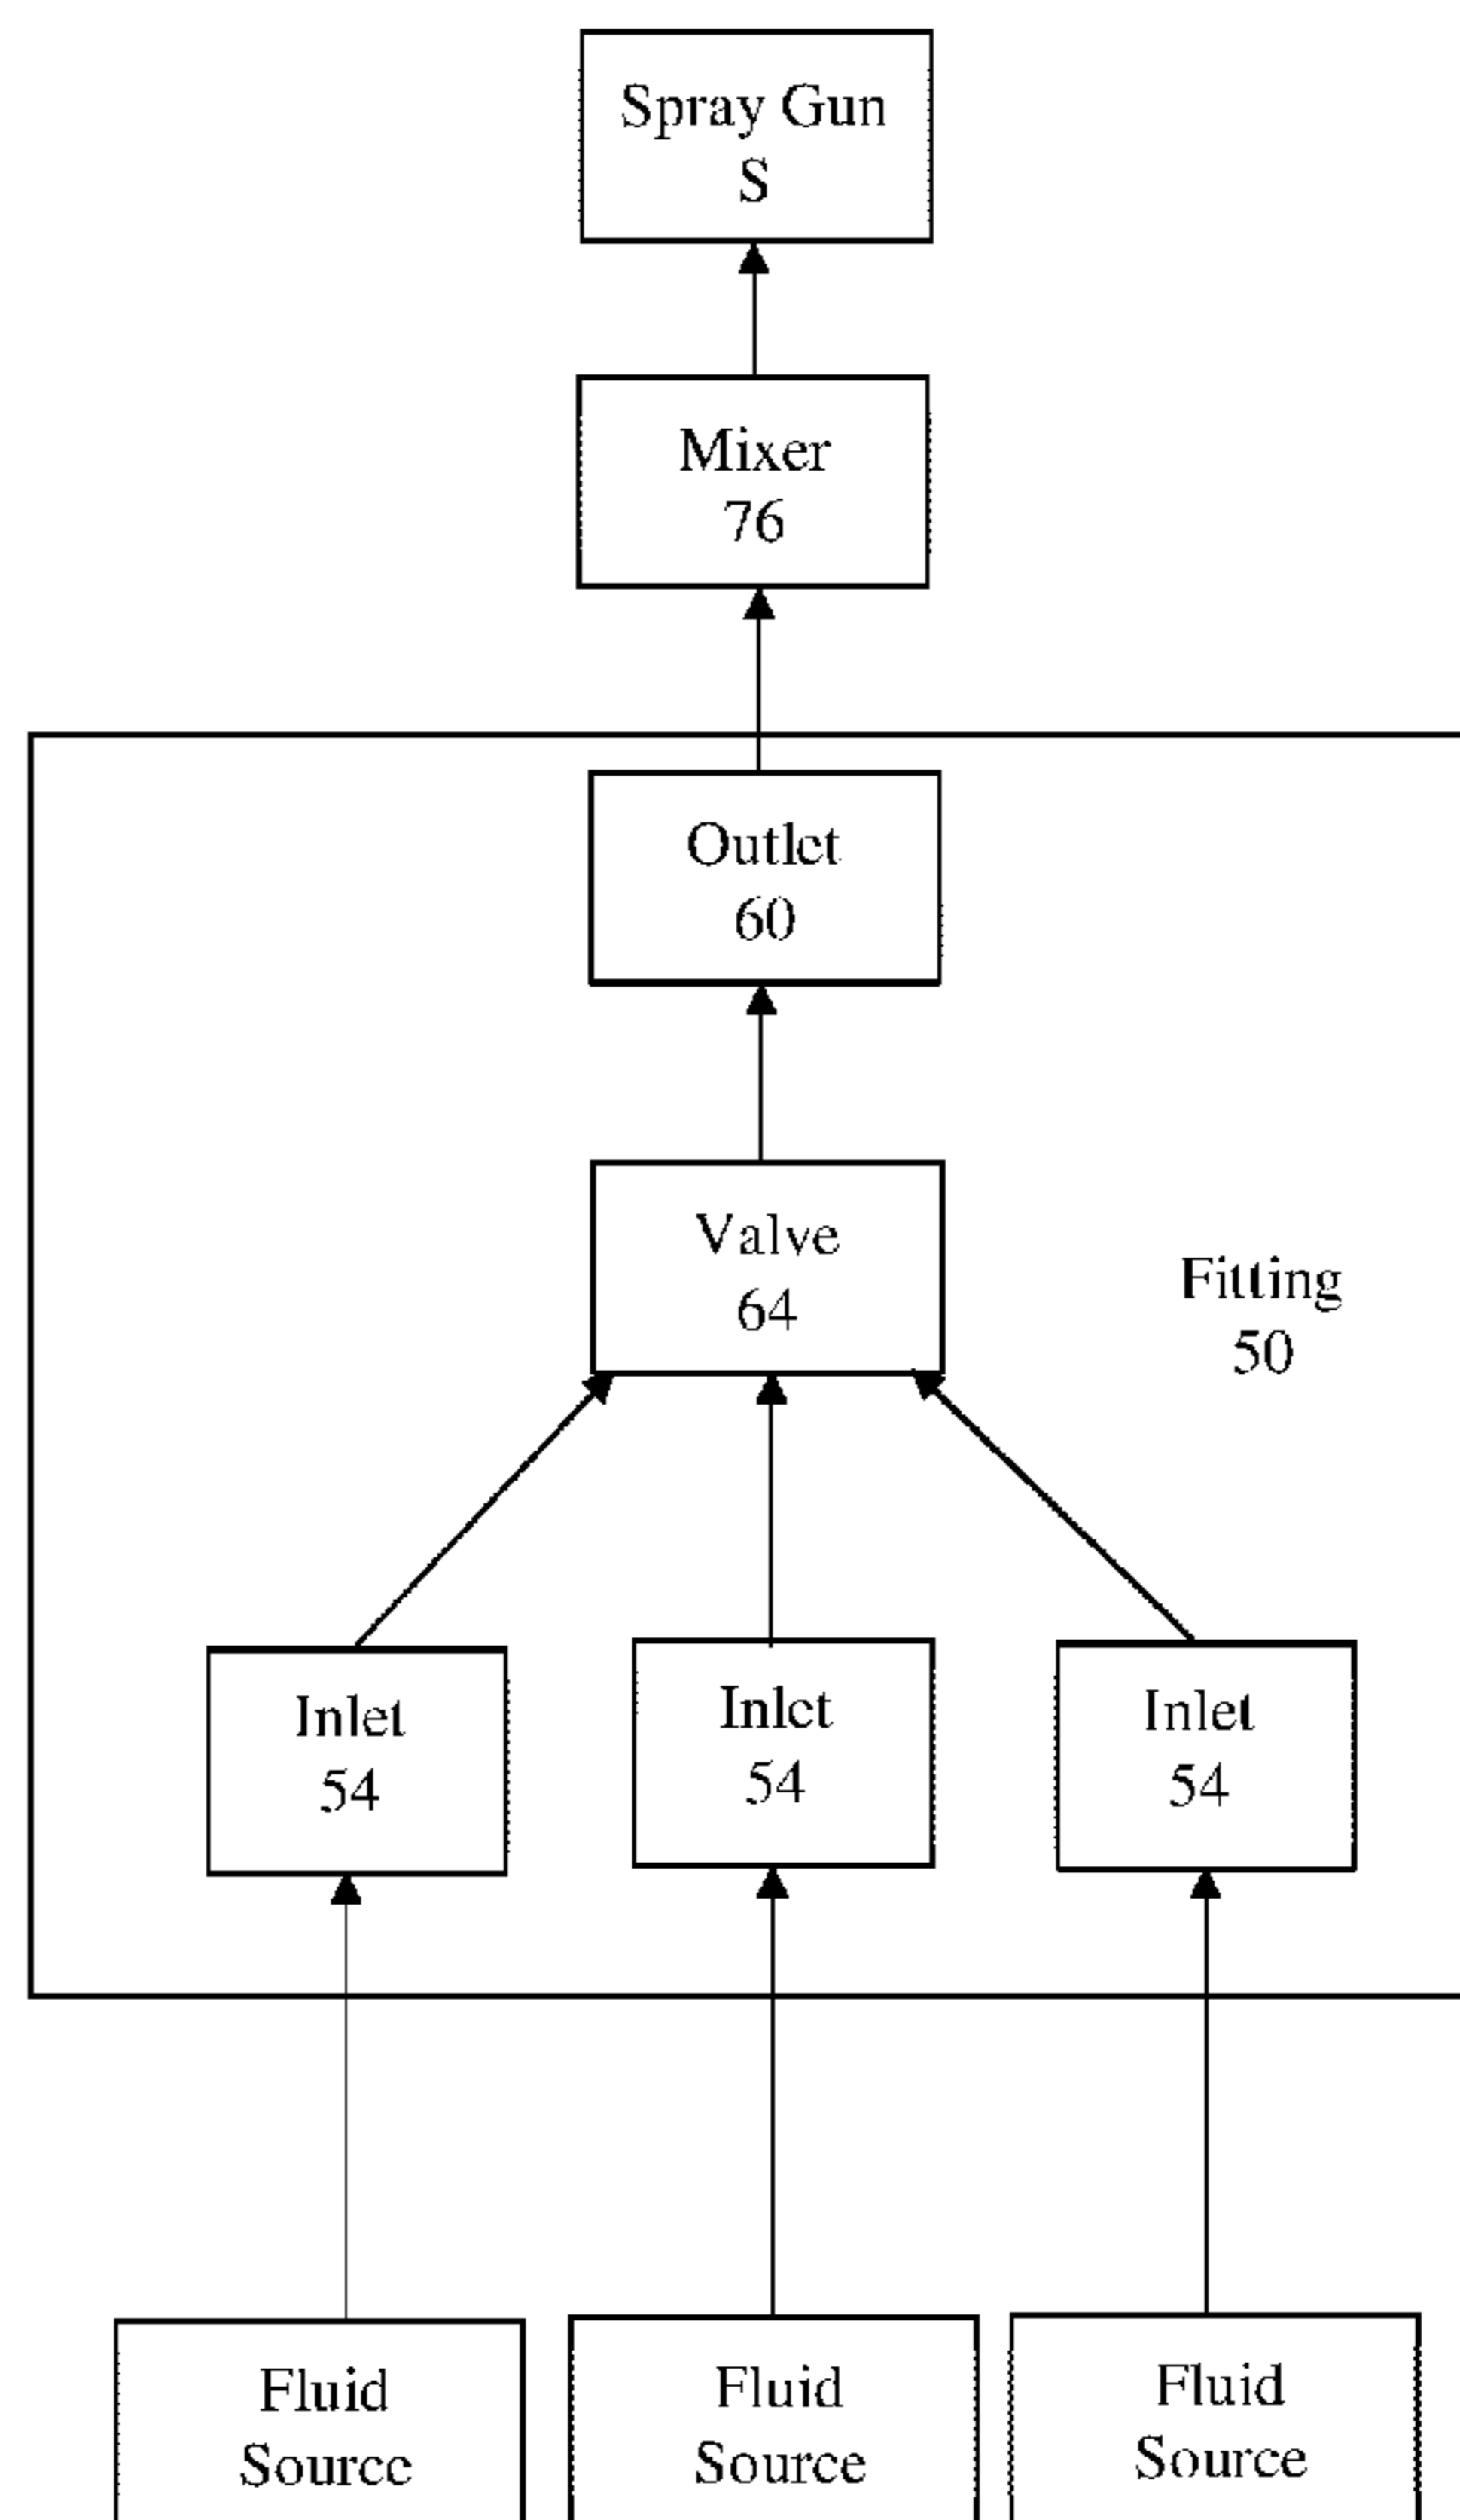 Spray Gun
S
Mixer
76
Outlet
60
Valve
64
Fitting
50
Inlet
54
Inlet
54
Inlet
54
Fluid
Source
Fluid
Source
Fluid
Source